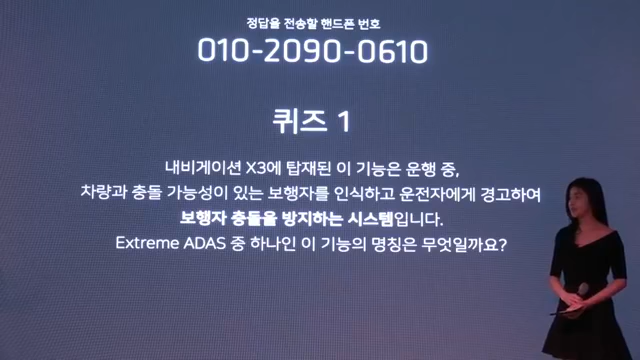 정답을 전송할 핸드폰 번호
010-2090-0610
퀴즈 1
내비게이션 X3에 탑재된 이 기능은 운행 중,
차량과 충돌 가능성이 있는 보행자를 인식하고 운전자에게 경고하여
보행자 충돌을 방지하는 시스템입니다.
Extreme ADAS 중 하나인 이 기능의 명칭은 무엇일까요?